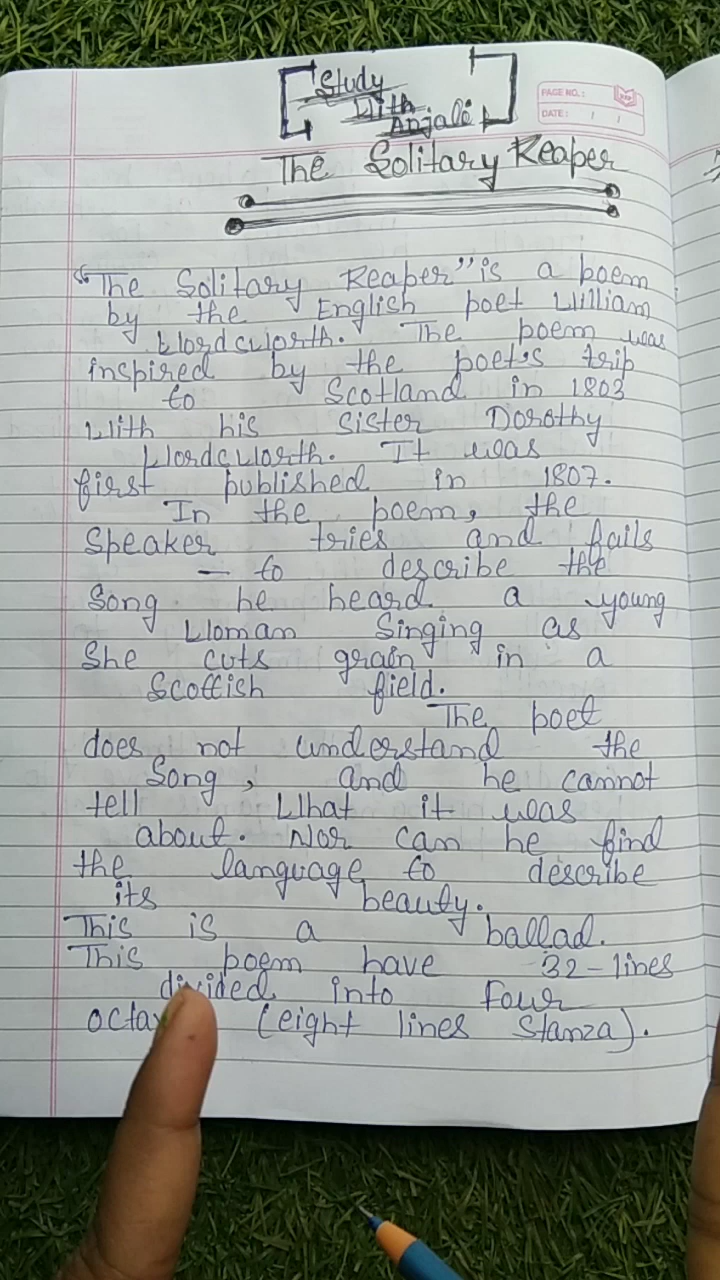 Study
With
Anjali
PAGE NO.:
DATE: / /
The Solitary Reaper
"The Solitary Reaper" is a poem
by the English poet William
Wordsworth. The poem was
inspired by the poet's trip
to Scotland in 1803
With his Sister Dorothy
Wordsworth. It was
first published in 1807.
In the poem, the
Speaker tries and fails
— to describe the
Song he heard a young
Woman Singing as
She cuts grain in a
Scottish field.
The poet
does not understand the
Song, and he cannot
tell What it was
about. Nor can he find
the language to describe
its beauty.
This is a ballad.
This poem have 32-lines
divided into Four
octav (eight lines Stanza).